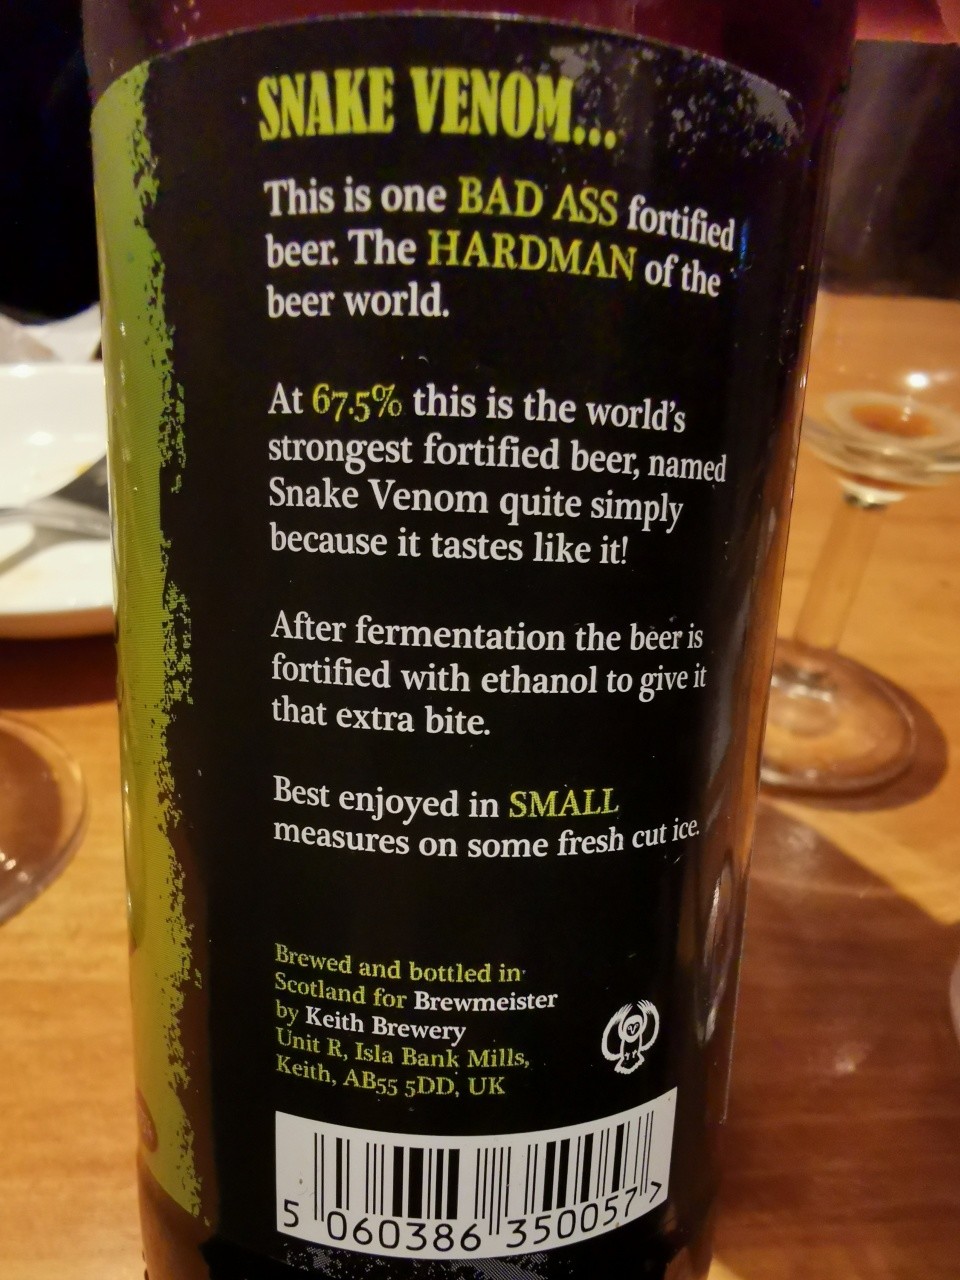 SNAKE VENOM...
This is one BAD ASS fortified
beer. The HARDMAN of the
beer world.
At 67.5% this is the world's
strongest fortified beer, named
Snake Venom quite simply
because it tastes like it!
After fermentation the beer is
fortified with ethanol to give it
that extra bite.
Best enjoyed in SMALL
measures on some fresh cut ice.
Brewed and bottled in
Scotland for Brewmeister
by Keith Brewery
Unit R, Isla Bank Mills,
Keith, AB55 5DD, UK
5 060386 350057 >